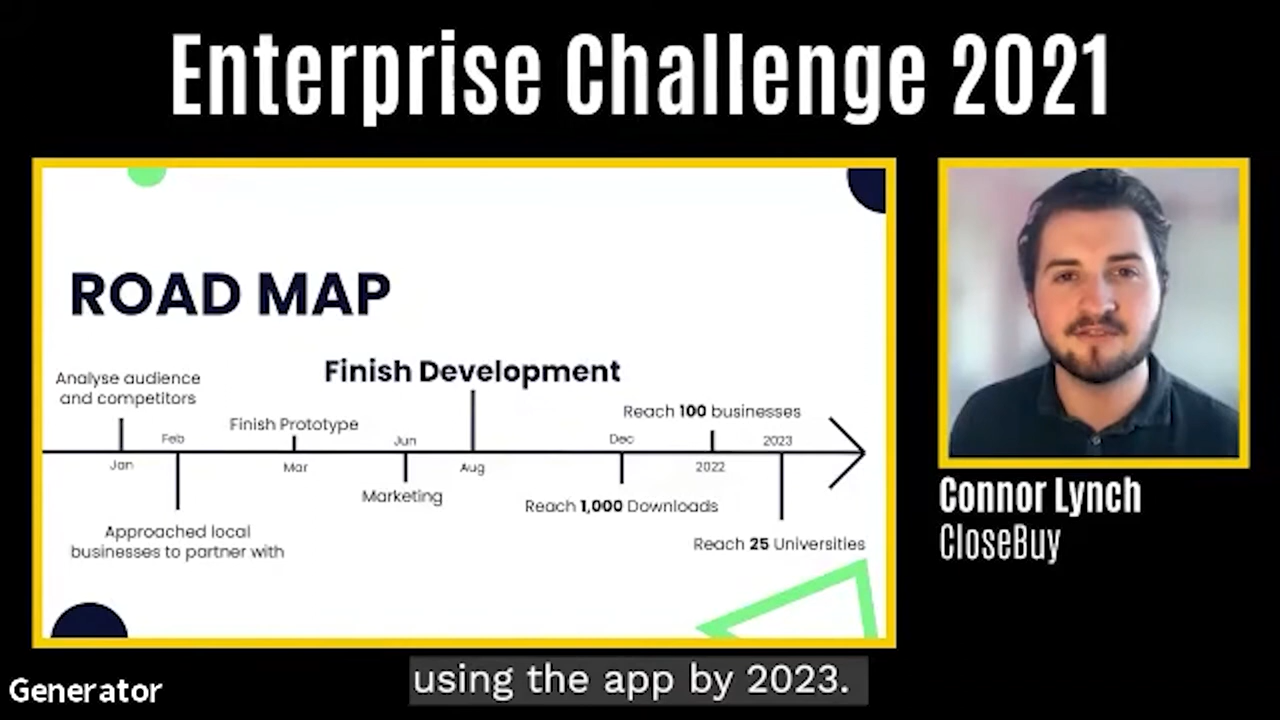 Enterprise Challenge 2021
ROAD MAP
Finish Development
Analyse audience
and competitors
Reach 100 businesses
Finish Prototype
Feb
Jun
Dec
2023
Jan
Mar
Aug
2022
Marketing
Reach 1,000 Downloads
Approached local
businesses to partner with
Reach 25 Universities
Connor Lynch
CloseBuy
using the app by 2023.
Generator